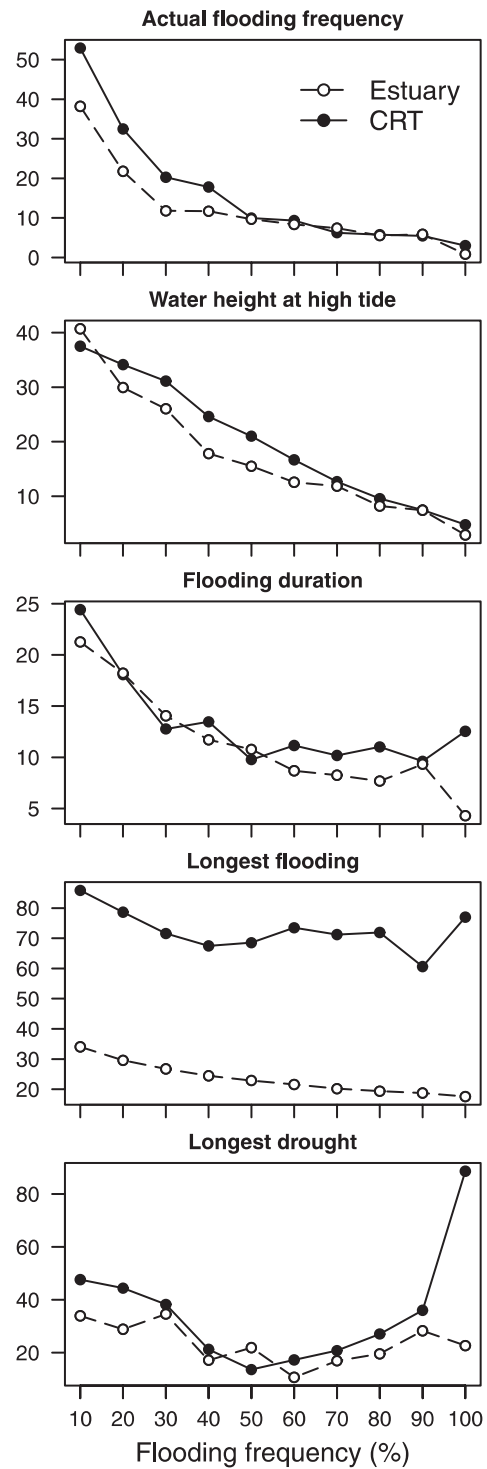 Actual flooding frequency
50
40
30
20
10
0
Estuary
CRT
Water height at high tide
40
30
20
10
Flooding duration
25
20
15
10
5
Longest flooding
80
70
60
50
40
30
20
Longest drought
80
60
40
20
10 20 30 40 50 60 70 80 90 100
Flooding frequency (%)